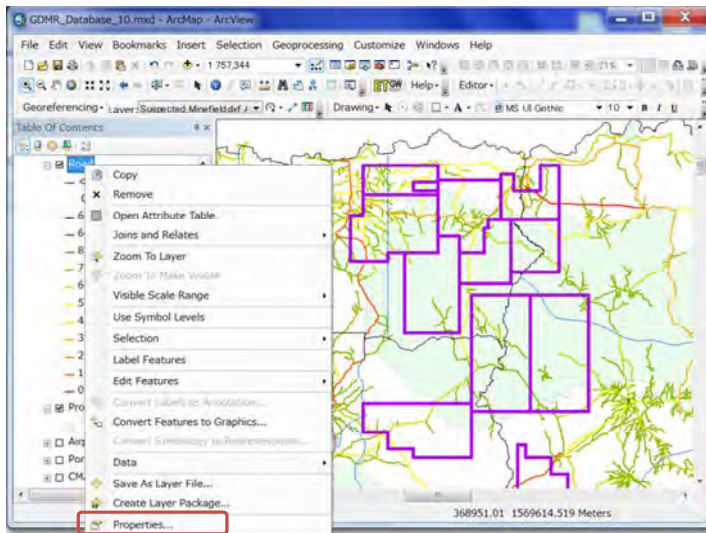 GDMR_Database_10.mxd - ArcMap - ArcView
File Edit View Bookmarks Insert Selection Geoprocessing Customize Windows Help
1:757,344
Help
Editor
Georeferencing Layer: Suspected_Minefield.dxf
Drawing
MS UI Gothic
10
B I U
Table Of Contents
Road
Copy
Remove
Open Attribute Table
Joins and Relates
Zoom To Layer
Zoom To Make Visible
Visible Scale Range
Use Symbol Levels
Selection
Label Features
Edit Features
Convert Labels to Annotation...
Convert Features to Graphics...
Convert Symbology to Representation...
Data
Save As Layer File...
Create Layer Package...
Properties...
368951.01 1569614.519 Meters